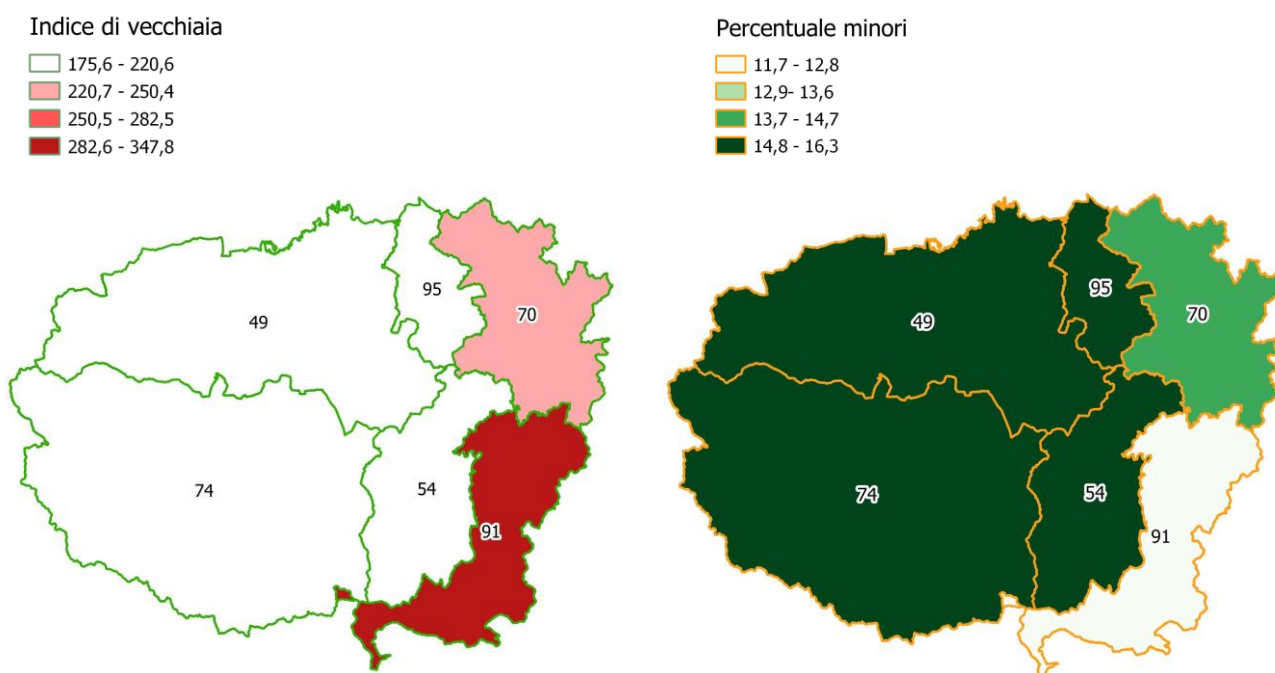 Indice di vecchiaia
175,6 - 220,6
220,7 - 250,4
250,5 - 282,5
282,6 - 347,8
95
49
70
74
54
91
Percentuale minori
11,7 - 12,8
12,9- 13,6
13,7 - 14,7
14,8 - 16,3
95
49
70
74
54
91